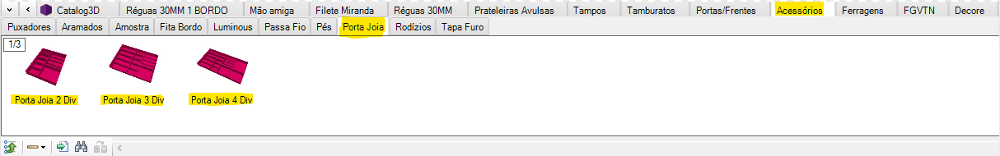 Catalog3D Réguas 30MM 1 BORDO Mão amiga Filete Miranda Réguas 30MM Prateleiras Avulsas Tampos Tamburatos Portas/Frentes Acessórios Ferragens FGVTN Decore
Puxadores Aramados Amostra Fita Bordo Luminous Passa Fio Pés Porta Joia Rodízios Tapa Furo
1/3
Porta Joia 2 Div Porta Joia 3 Div Porta Joia 4 Div